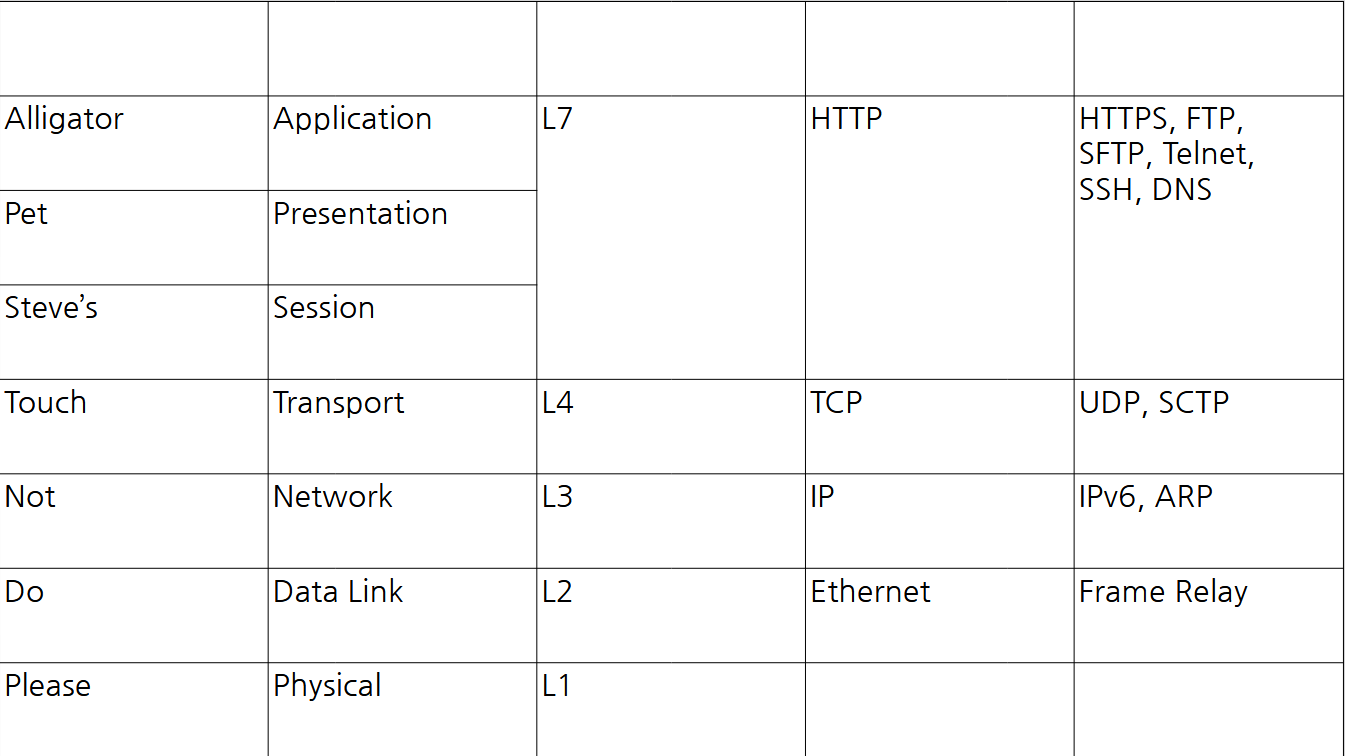 Alligator Application L7 HTTP HTTPS, FTP,
SFTP, Telnet,
SSH, DNS
Pet Presentation
Steve’s Session
Touch Transport L4 TCP UDP, SCTP
Not Network L3 IP IPv6, ARP
Do Data Link L2 Ethernet Frame Relay
Please Physical L1